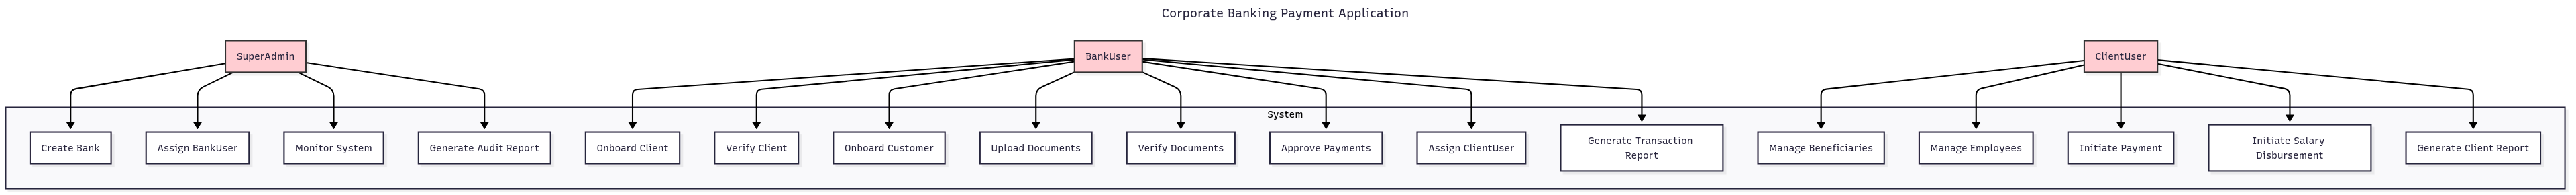 Corporate Banking Payment Application
SuperAdmin
BankUser
ClientUser
System
Create Bank
Assign BankUser
Monitor System
Generate Audit Report
Onboard Client
Verify Client
Onboard Customer
Upload Documents
Verify Documents
Approve Payments
Assign ClientUser
Generate Transaction
Report
Manage Beneficiaries
Manage Employees
Initiate Payment
Initiate Salary
Disbursement
Generate Client Report